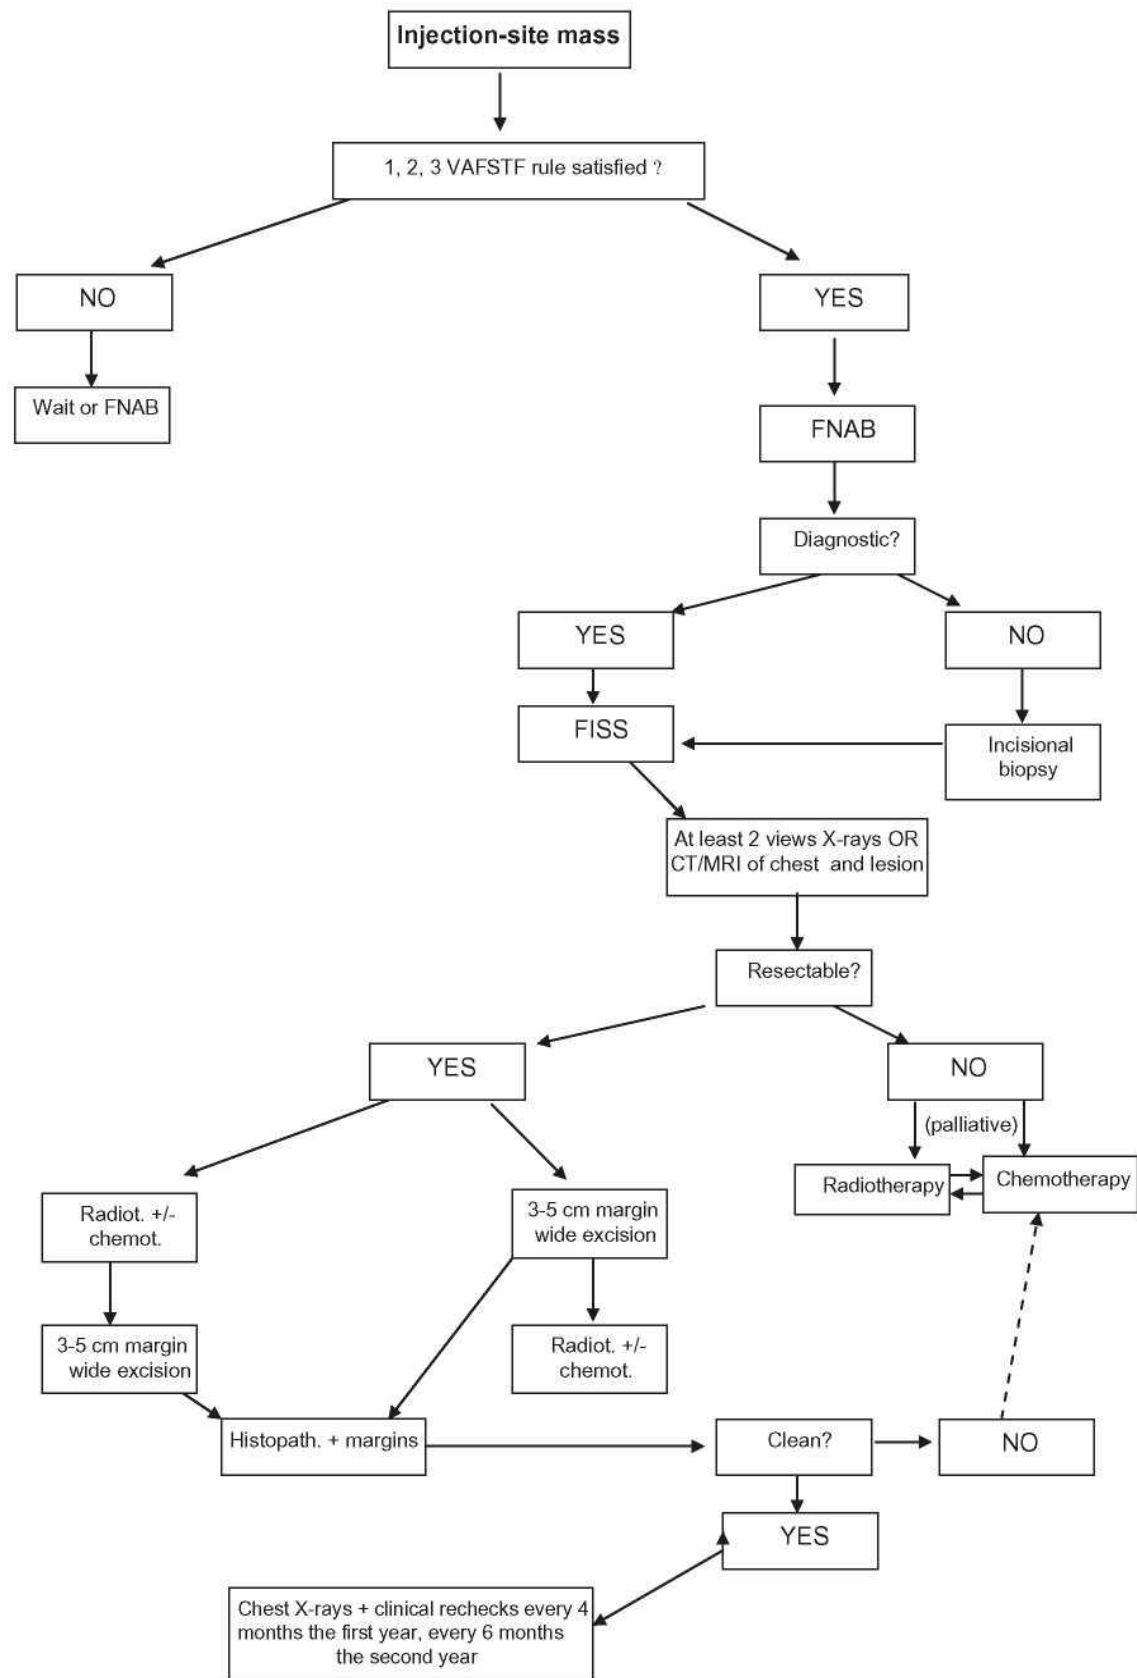 Injection-site mass
1, 2, 3 VAFSTF rule satisfied ?
NO
YES
Wait or FNAB
FNAB
Diagnostic?
YES
NO
FISS
Incisional
biopsy
At least 2 views X-rays OR
CT/MRI of chest and lesion
Resectable?
YES
NO
(palliative)
Radiotherapy
Chemotherapy
Radiot. +/-
chemot.
3-5 cm margin
wide excision
3-5 cm margin
wide excision
Radiot. +/-
chemot.
Histopath. + margins
Clean?
NO
YES
Chest X-rays + clinical rechecks every 4
months the first year, every 6 months
the second year